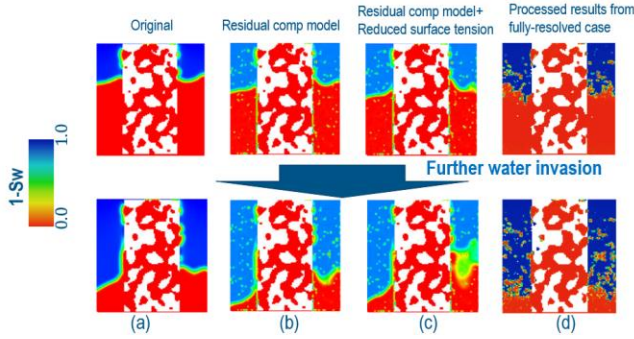 Original
Residual comp model
Residual comp model+
Reduced surface tension
Processed results from
fully-resolved case
1-Sw
1.0
0.0
Further water invasion
(a)
(b)
(c)
(d)